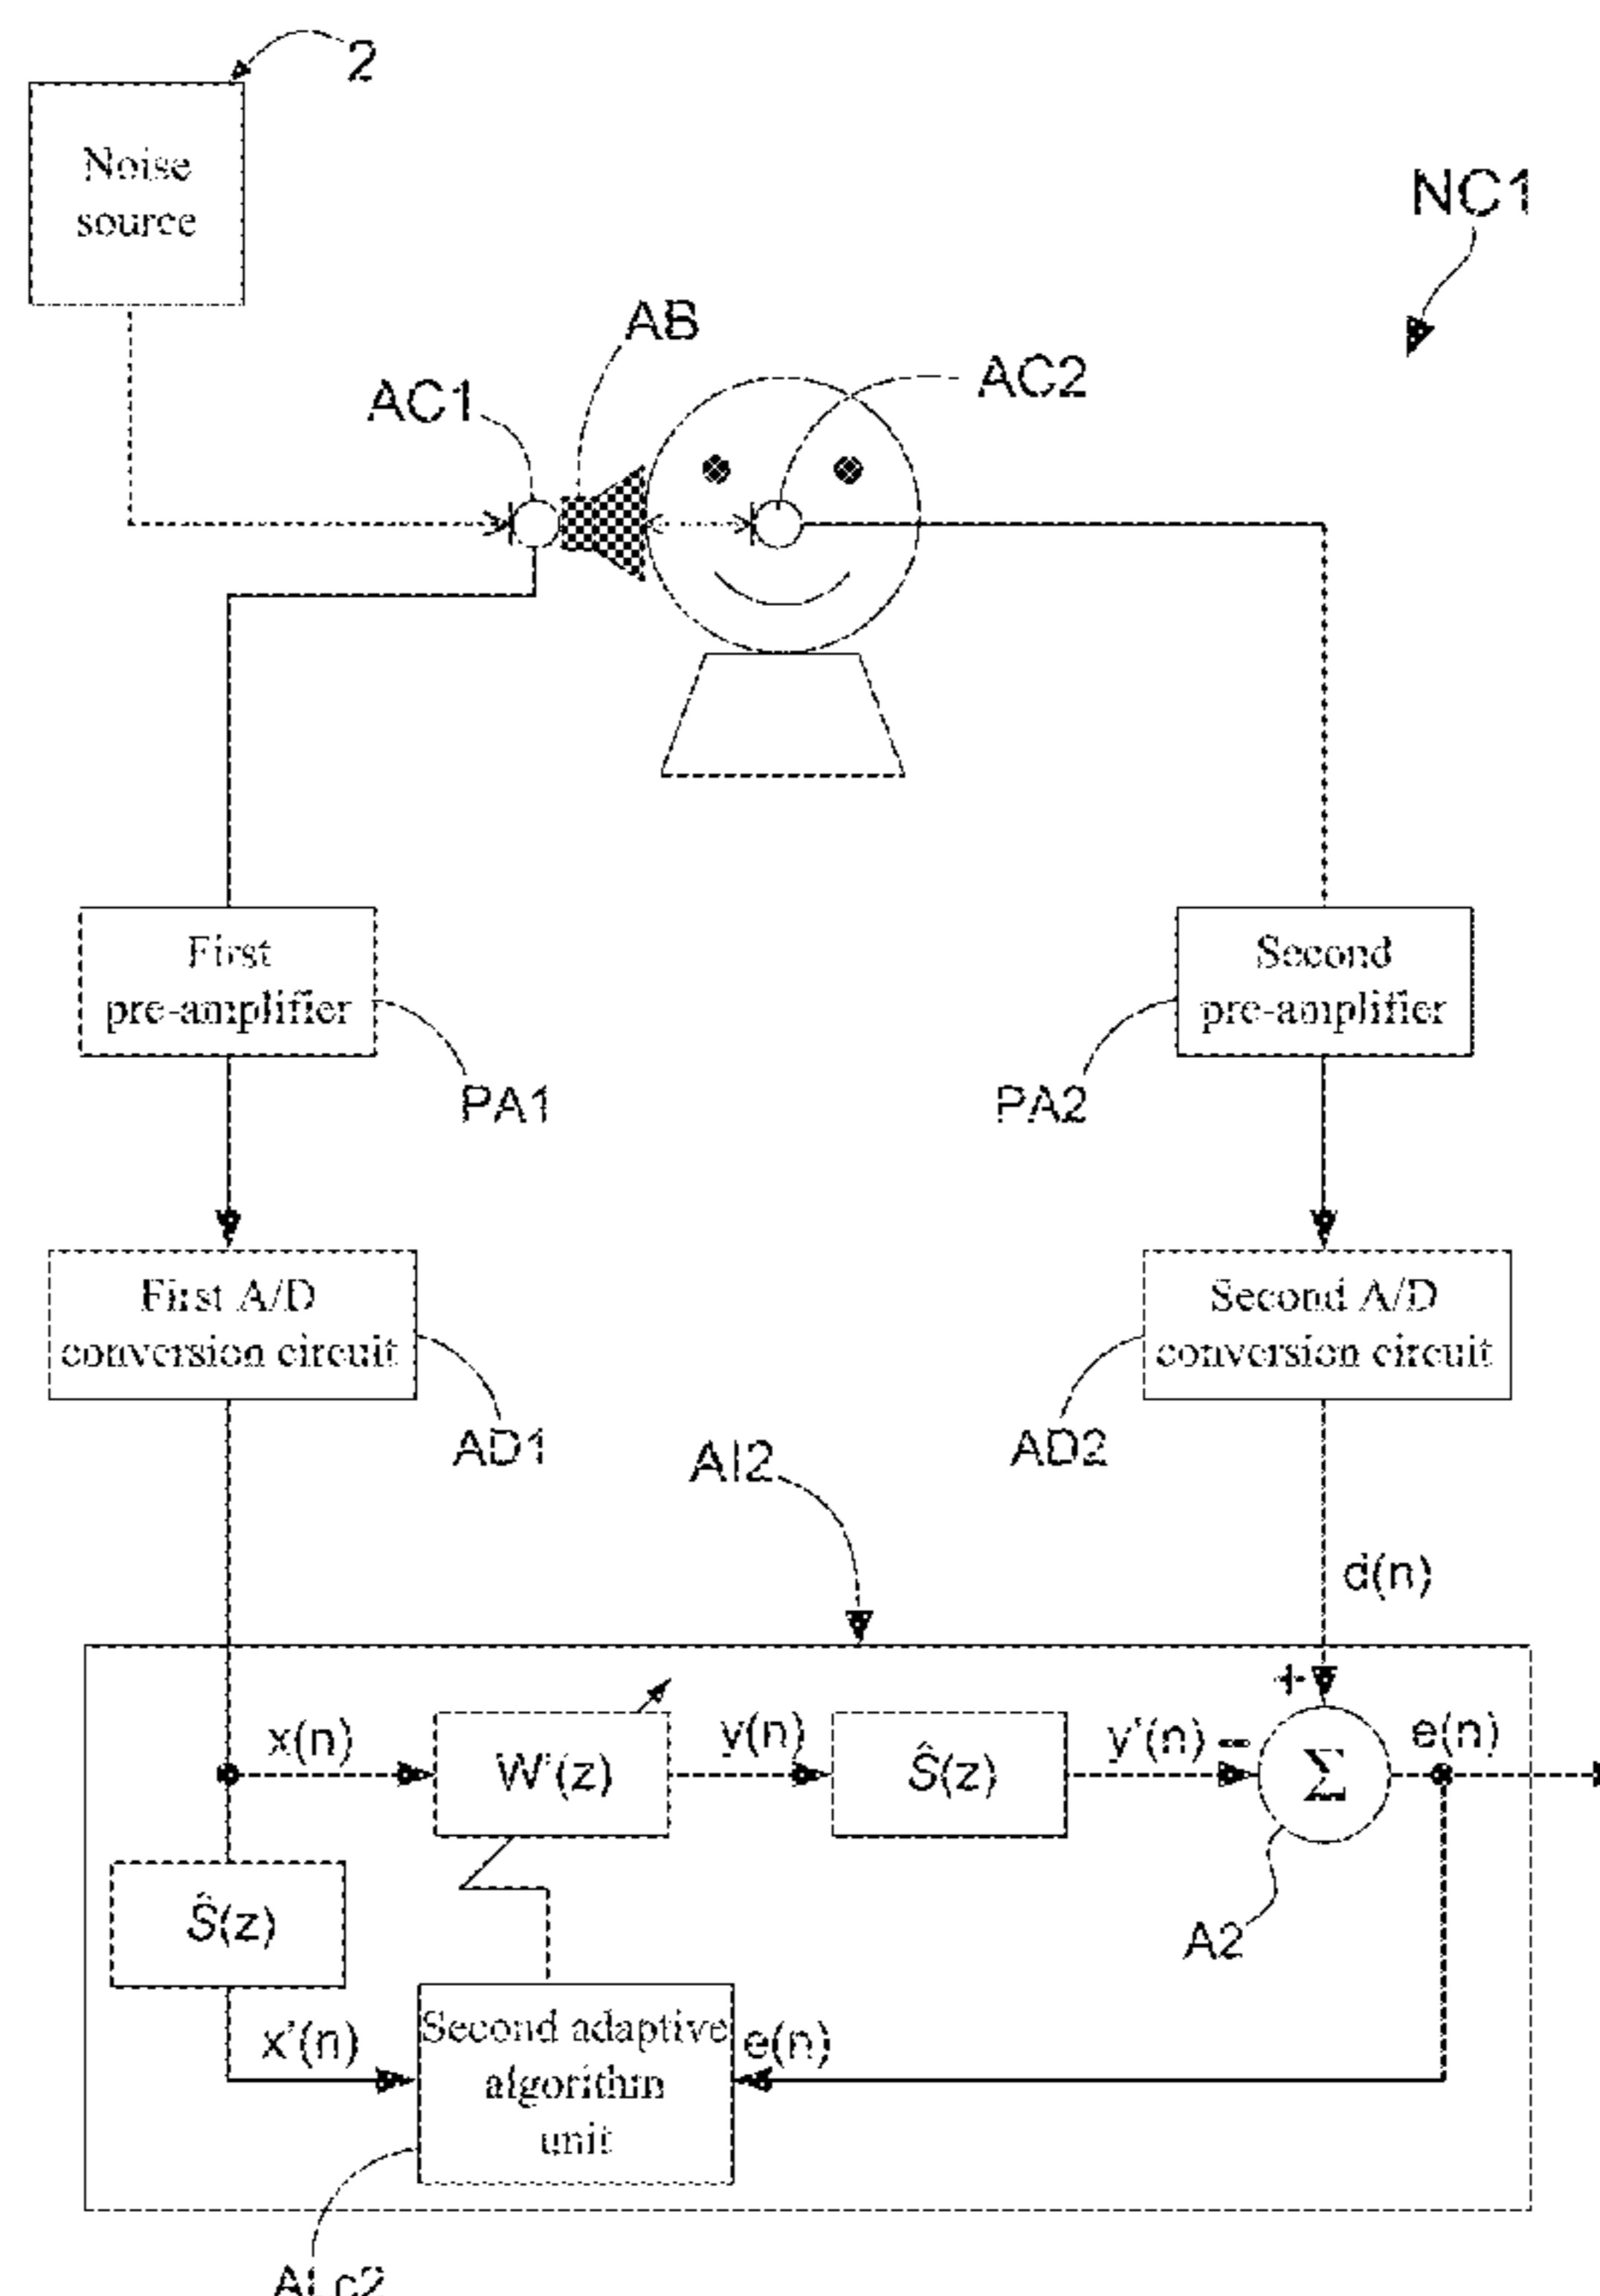 2
Noise
source
NC1
AB
AC1
AC2
First
pre-amplifier
Second
pre-amplifier
PA1
PA2
First A/D
conversion circuit
Second A/D
conversion circuit
AD1
AI2
AD2
d(n)
+
x(n)
W'(z)
y(n)
Ŝ(z)
y'(n)
-
Σ
e(n)
Ŝ(z)
A2
x'(n)
Second adaptive
algorithm
unit
e(n)